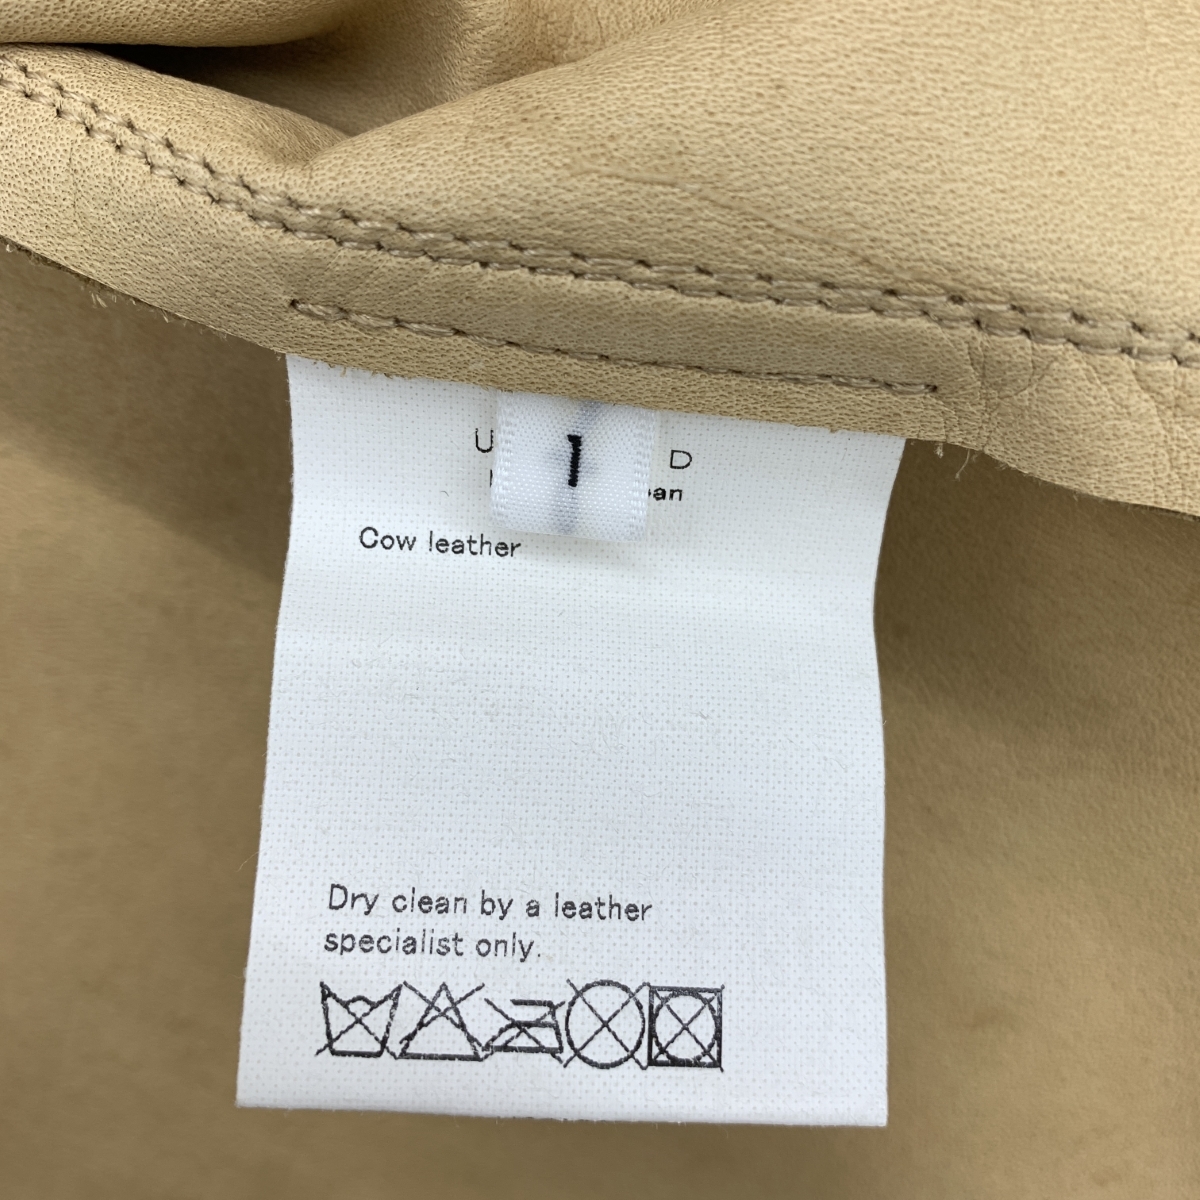 1
Cow leather
Dry clean by a leather
specialist only.